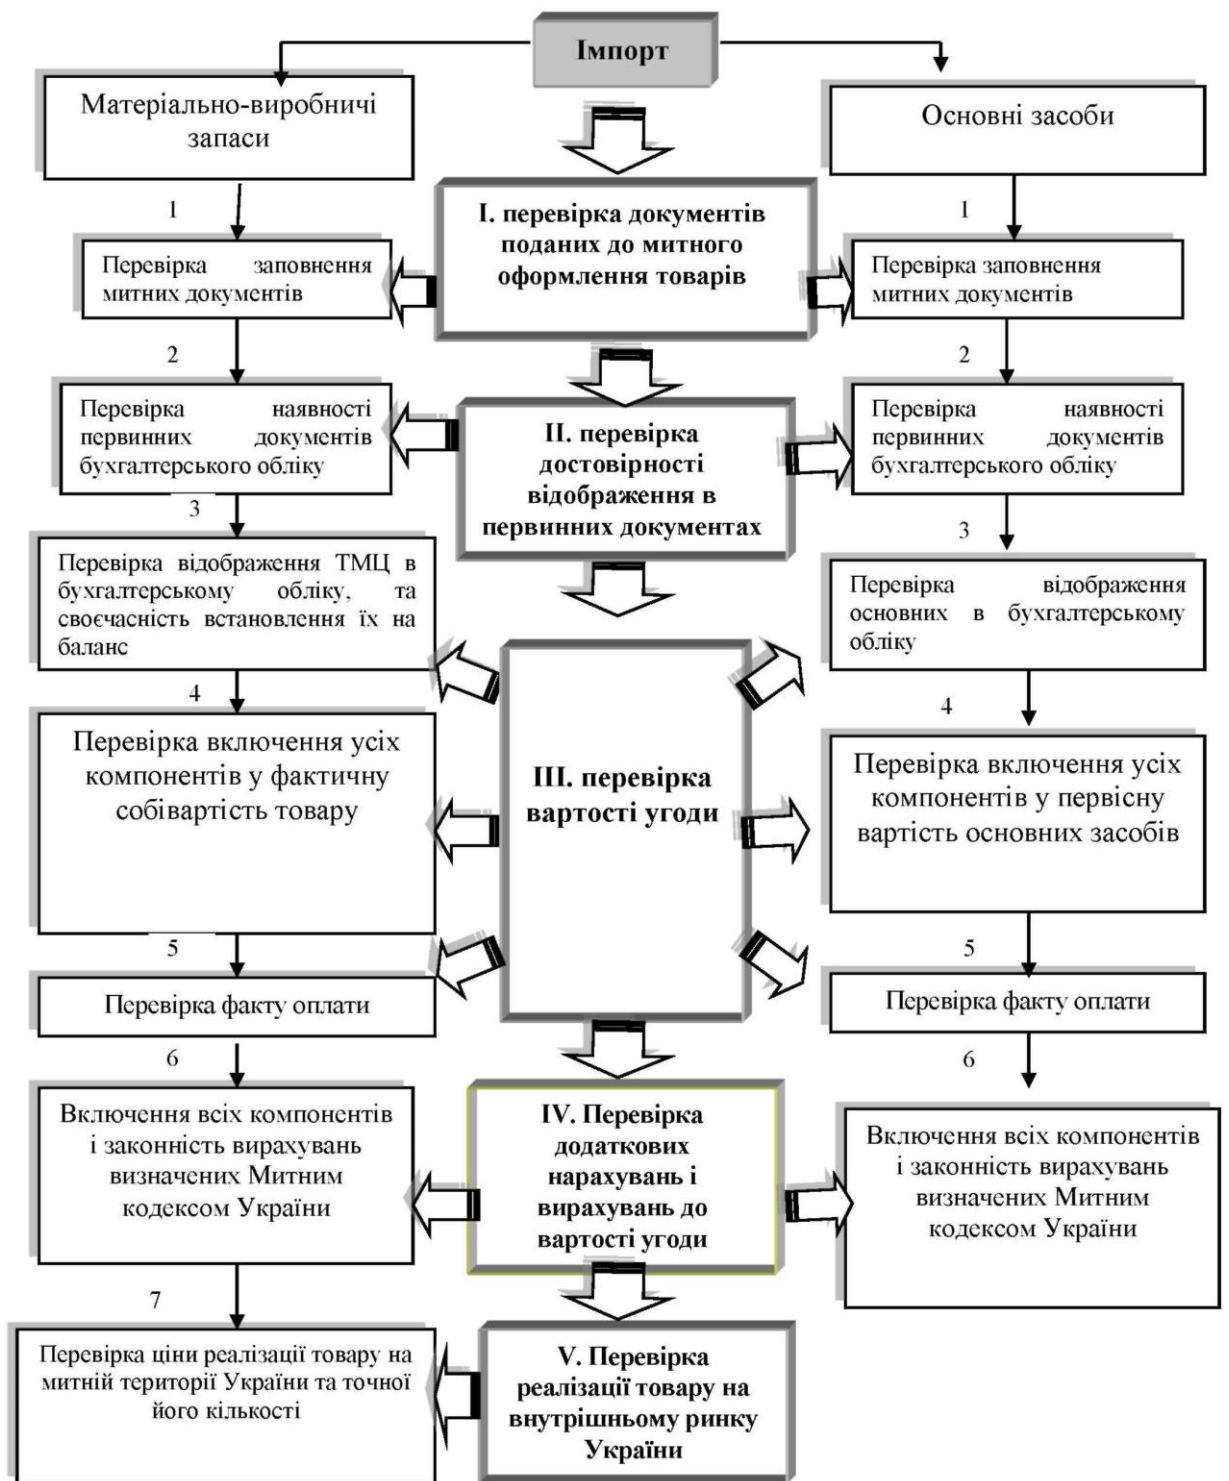 Імпорт
Матеріально-виробничі
запаси
Основні засоби
1
І. перевірка документів
поданих до митного
оформлення товарів
1
Перевірка заповнення
митних документів
Перевірка заповнення
митних документів
2
2
Перевірка наявності
первинних документів
бухгалтерського обліку
ІІ. перевірка
достовірності
відображення в
первинних документах
Перевірка наявності
первинних документів
бухгалтерського обліку
3
3
Перевірка відображення ТМЦ в
бухгалтерському обліку, та
своєчасність встановлення їх на
баланс
Перевірка відображення
основних в бухгалтерському
обліку
4
4
Перевірка включення усіх
компонентів у фактичну
собівартість товару
ІІІ. перевірка
вартості угоди
Перевірка включення усіх
компонентів у первісну
вартість основних засобів
5
5
Перевірка факту оплати
Перевірка факту оплати
6
6
Включення всіх компонентів
і законність вирахувань
визначених Митним
кодексом України
IV. Перевірка
додаткових
нарахувань і
вирахувань до
вартості угоди
Включення всіх компонентів
і законність вирахувань
визначених Митним
кодексом України
7
Перевірка ціни реалізації товару на
митній території України та точної
його кількості
V. Перевірка
реалізації товару на
внутрішньому ринку
України